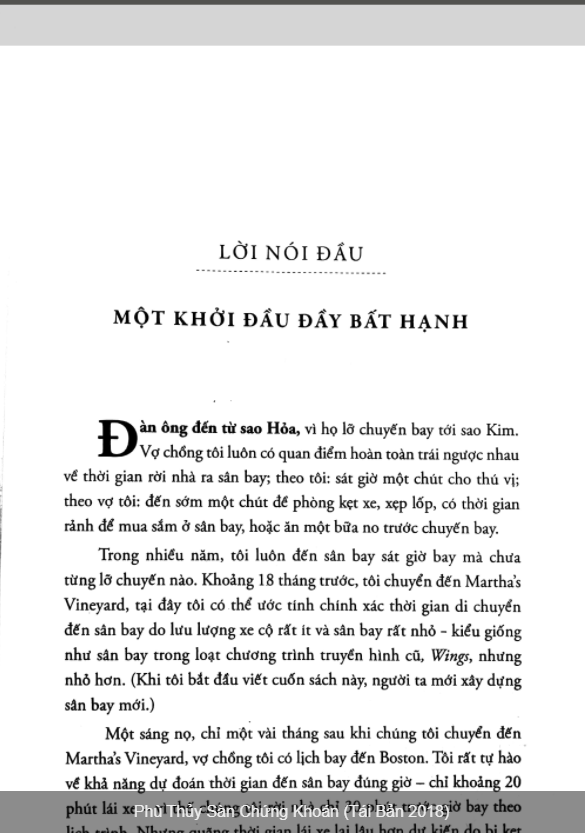 LỜI NÓI ĐẦU
MỘT KHỞI ĐẦU ĐẦY BẤT HẠNH
Đàn ông đến từ sao Hỏa, vì họ lỡ chuyến bay tới sao Kim.
Vợ chồng tôi luôn có quan điểm hoàn toàn trái ngược nhau
về thời gian rời nhà ra sân bay; theo tôi: sát giờ một chút cho thú vị;
theo vợ tôi: đến sớm một chút để phòng kẹt xe, xẹp lốp, có thời gian
rảnh để mua sắm ở sân bay, hoặc ăn một bữa no trước chuyến bay.
Trong nhiều năm, tôi luôn đến sân bay sát giờ bay mà chưa
từng lỡ chuyến nào. Khoảng 18 tháng trước, tôi chuyển đến Martha's
Vineyard, tại đây tôi có thể ước tính chính xác thời gian di chuyển
đến sân bay do lưu lượng xe cộ rất ít và sân bay rất nhỏ - kiểu giống
như sân bay trong loạt chương trình truyền hình cũ, Wings, nhưng
nhỏ hơn. (Khi tôi bắt đầu viết cuốn sách này, người ta mới xây dựng
sân bay mới.)
Một sáng nọ, chỉ một vài tháng sau khi chúng tôi chuyển đến
Martha's Vineyard, vợ chồng tôi có lịch bay đến Boston. Tôi rất tự hào
về khả năng dự đoán thời gian đến sân bay đúng giờ – chỉ khoảng 20
phút lái xe giờ bay theo
Phù Thủy Sàn Chứng Khoán (Tái Bản 2018)
lịch trình. Nhưng quãng thời gian lái xe lại lâu hơn dự kiến do bị kẹt